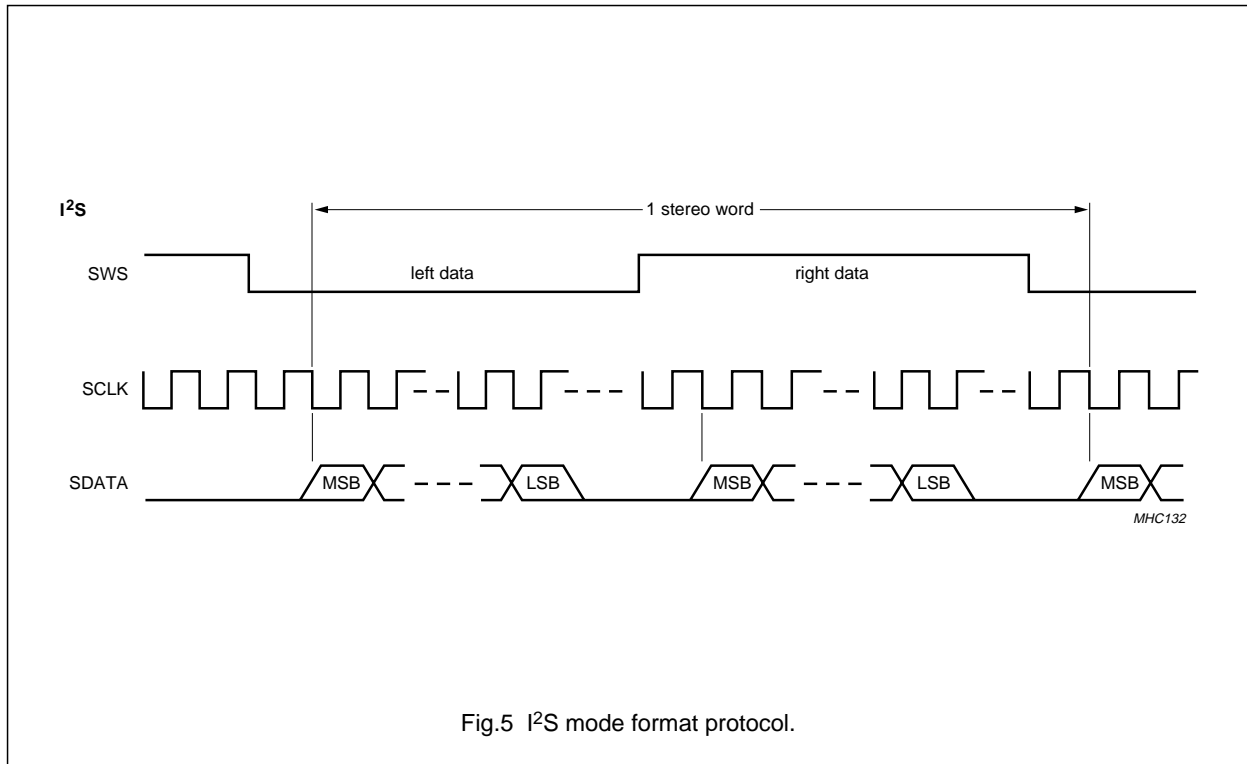 I²S
1 stereo word
SWS
left data
right data
SCLK
SDATA
MSB
LSB
MSB
LSB
MSB
MHC132
Fig.5 I²S mode format protocol.